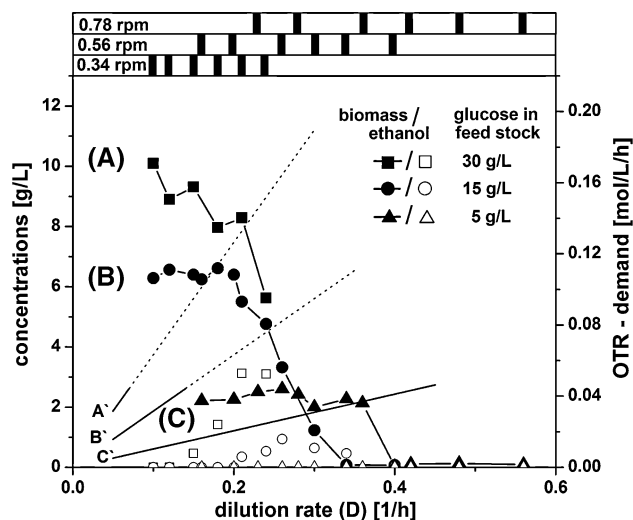 0.78 rpm
0.56 rpm
0.34 rpm
biomass / ethanol
glucose in feed stock
/ 30 g/L
/ 15 g/L
/ 5 g/L
(A)
(B)
(C)
A`
B`
C`
concentrations [g/L]
12
10
8
6
4
2
0
OTR - demand [mol/L/h]
0.20
0.16
0.12
0.08
0.04
0.00
0.0 0.2 0.4 0.6
dilution rate (D) [1/h]